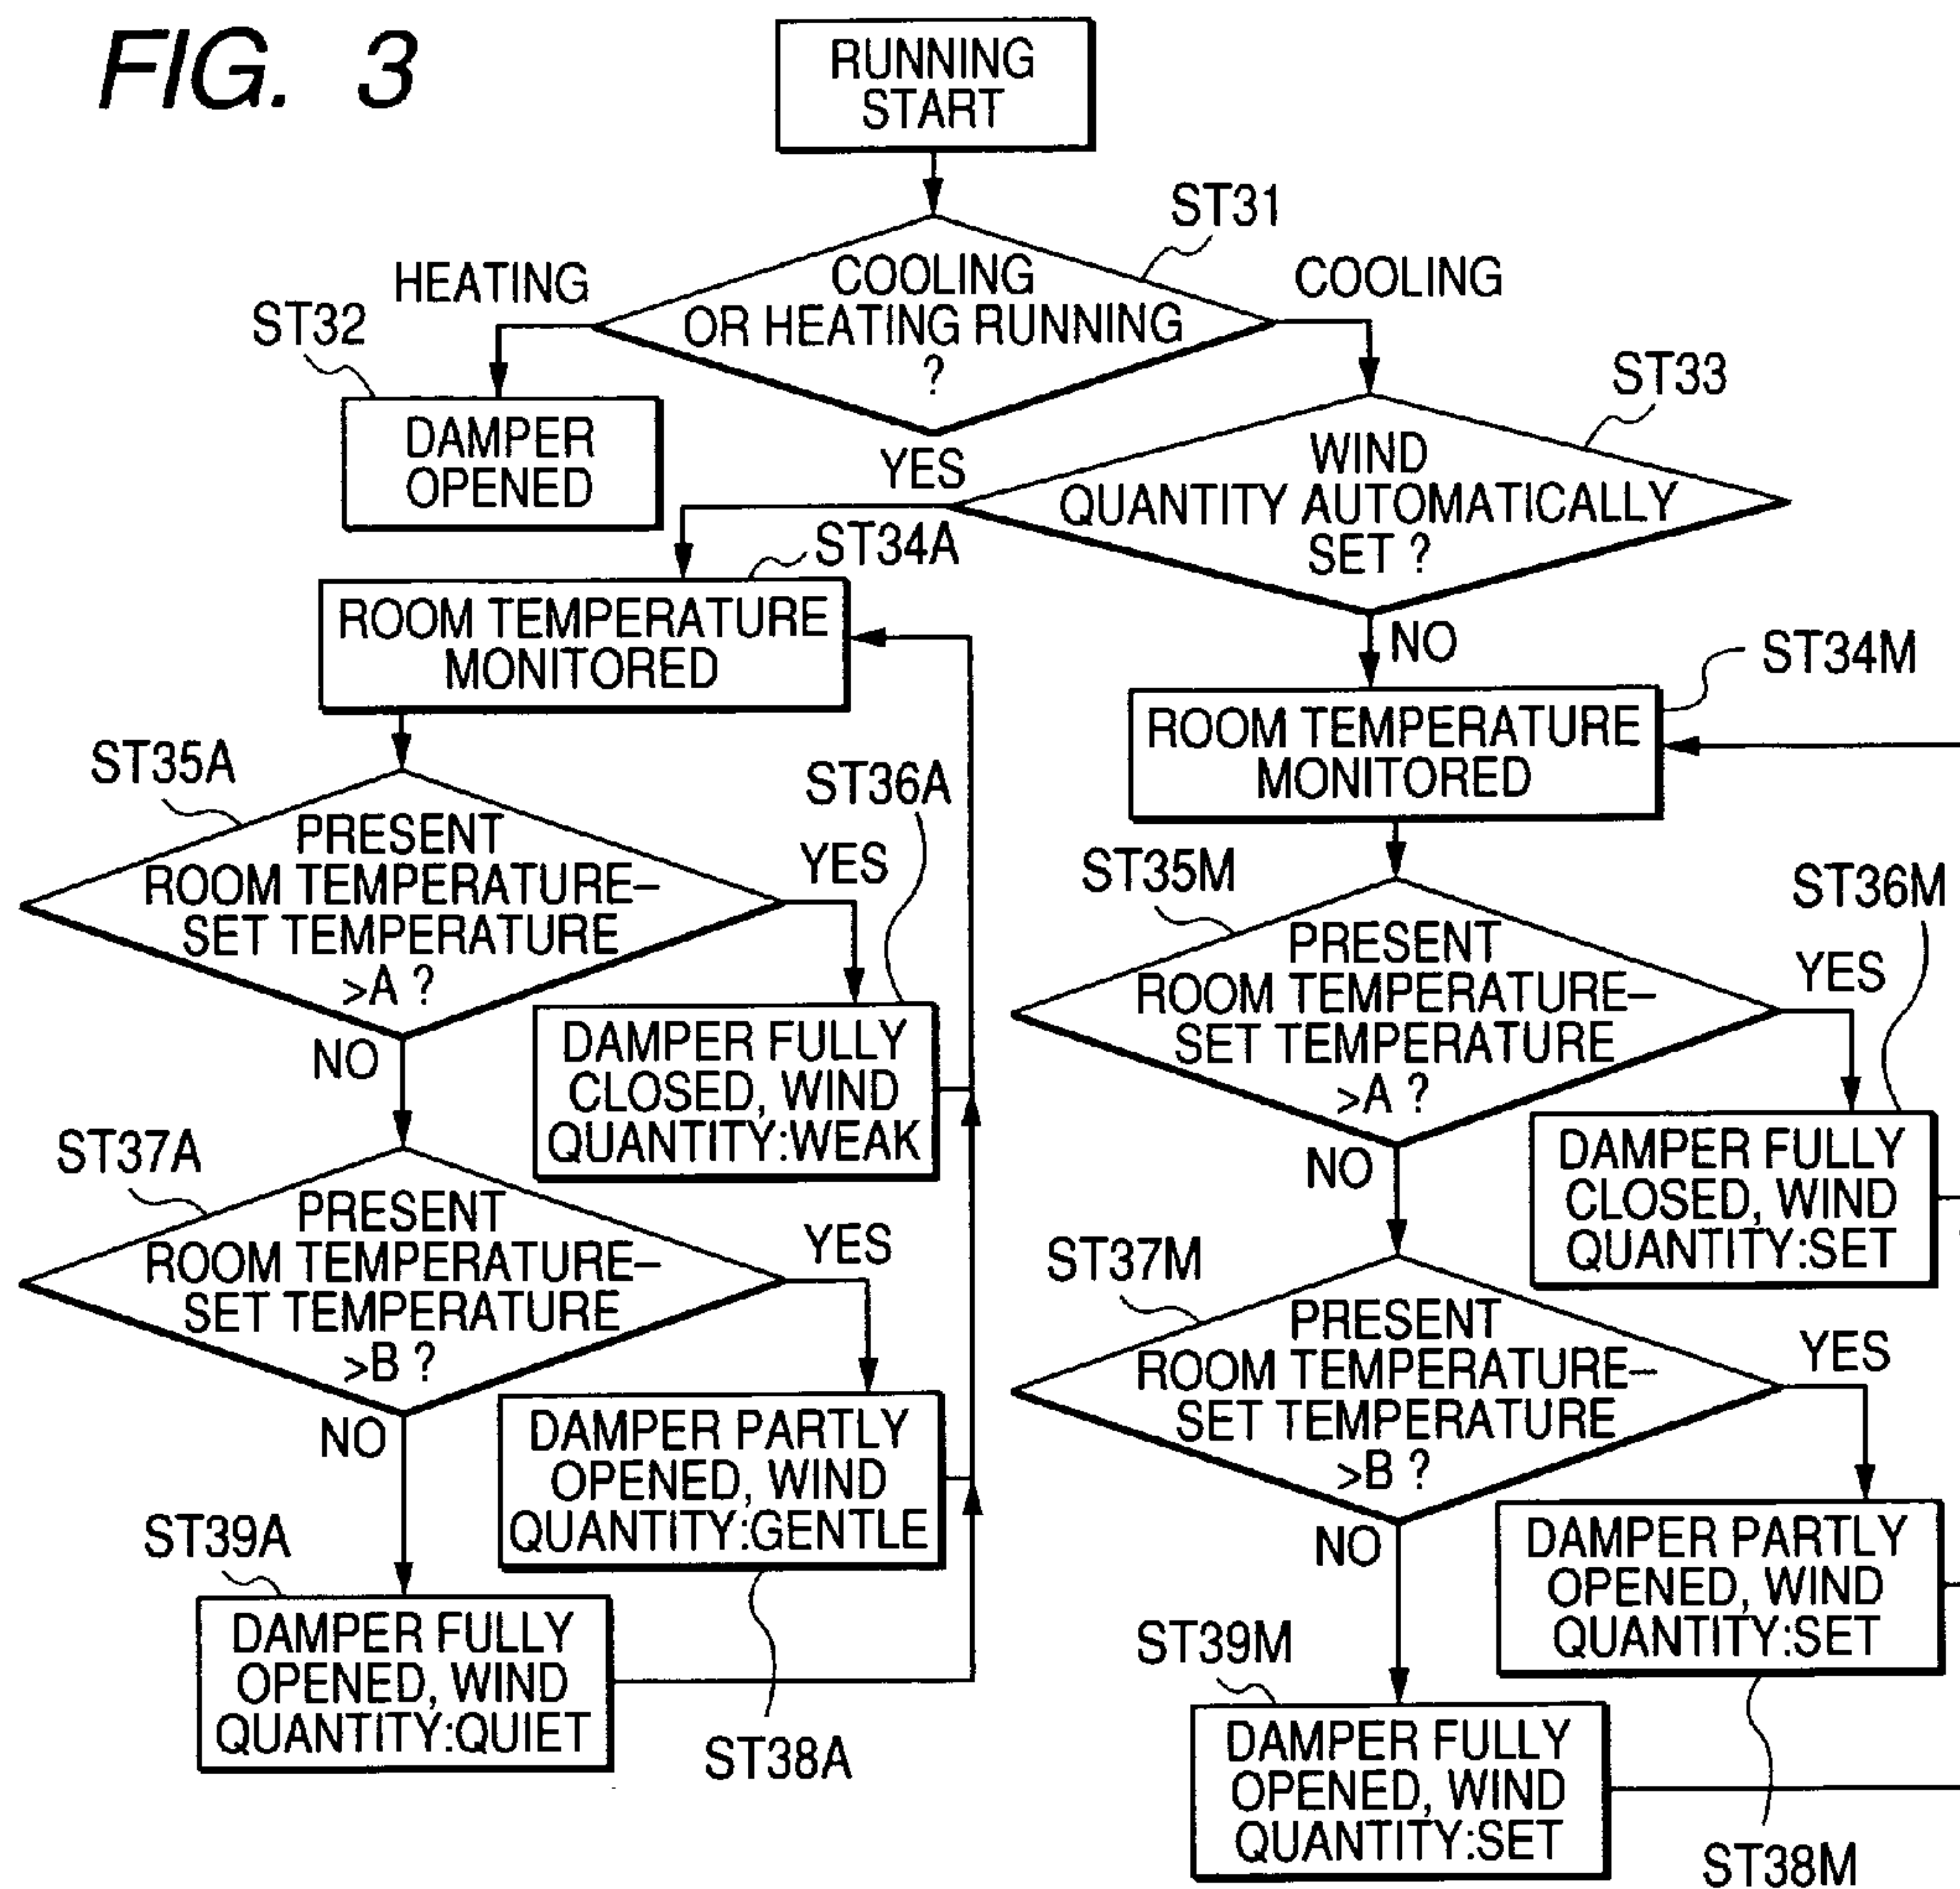 FIG. 3
RUNNING
START
ST31
COOLING
OR HEATING RUNNING
?
HEATING
COOLING
ST32
DAMPER
OPENED
ST33
WIND
QUANTITY AUTOMATICALLY
SET ?
YES
NO
ST34A
ROOM TEMPERATURE
MONITORED
ST35A
PRESENT
ROOM TEMPERATURE–
SET TEMPERATURE
>A ?
YES
NO
ST36A
DAMPER FULLY
CLOSED, WIND
QUANTITY:WEAK
ST37A
PRESENT
ROOM TEMPERATURE–
SET TEMPERATURE
>B ?
YES
NO
DAMPER PARTLY
OPENED, WIND
QUANTITY:GENTLE
ST38A
ST39A
DAMPER FULLY
OPENED, WIND
QUANTITY:QUIET
ST34M
ROOM TEMPERATURE
MONITORED
ST35M
PRESENT
ROOM TEMPERATURE–
SET TEMPERATURE
>A ?
YES
NO
ST36M
DAMPER FULLY
CLOSED, WIND
QUANTITY:SET
ST37M
PRESENT
ROOM TEMPERATURE–
SET TEMPERATURE
>B ?
YES
NO
DAMPER PARTLY
OPENED, WIND
QUANTITY:SET
ST38M
ST39M
DAMPER FULLY
OPENED, WIND
QUANTITY:SET